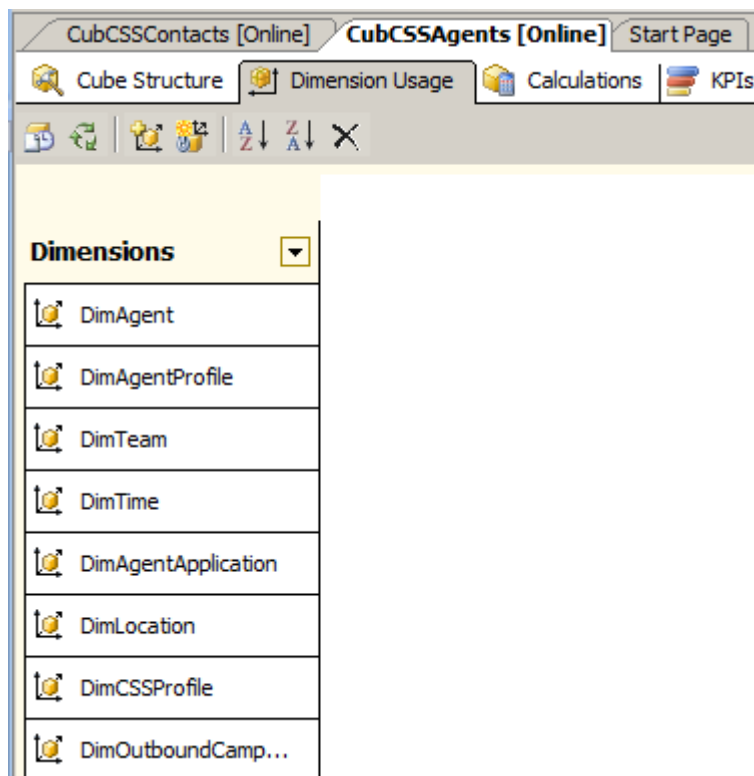 CubCSSContacts [Online] CubCSSAgents [Online] Start Page
Cube Structure Dimension Usage Calculations KPIs
A Z Z A
Dimensions
DimAgent
DimAgentProfile
DimTeam
DimTime
DimAgentApplication
DimLocation
DimCSSProfile
DimOutboundCamp...